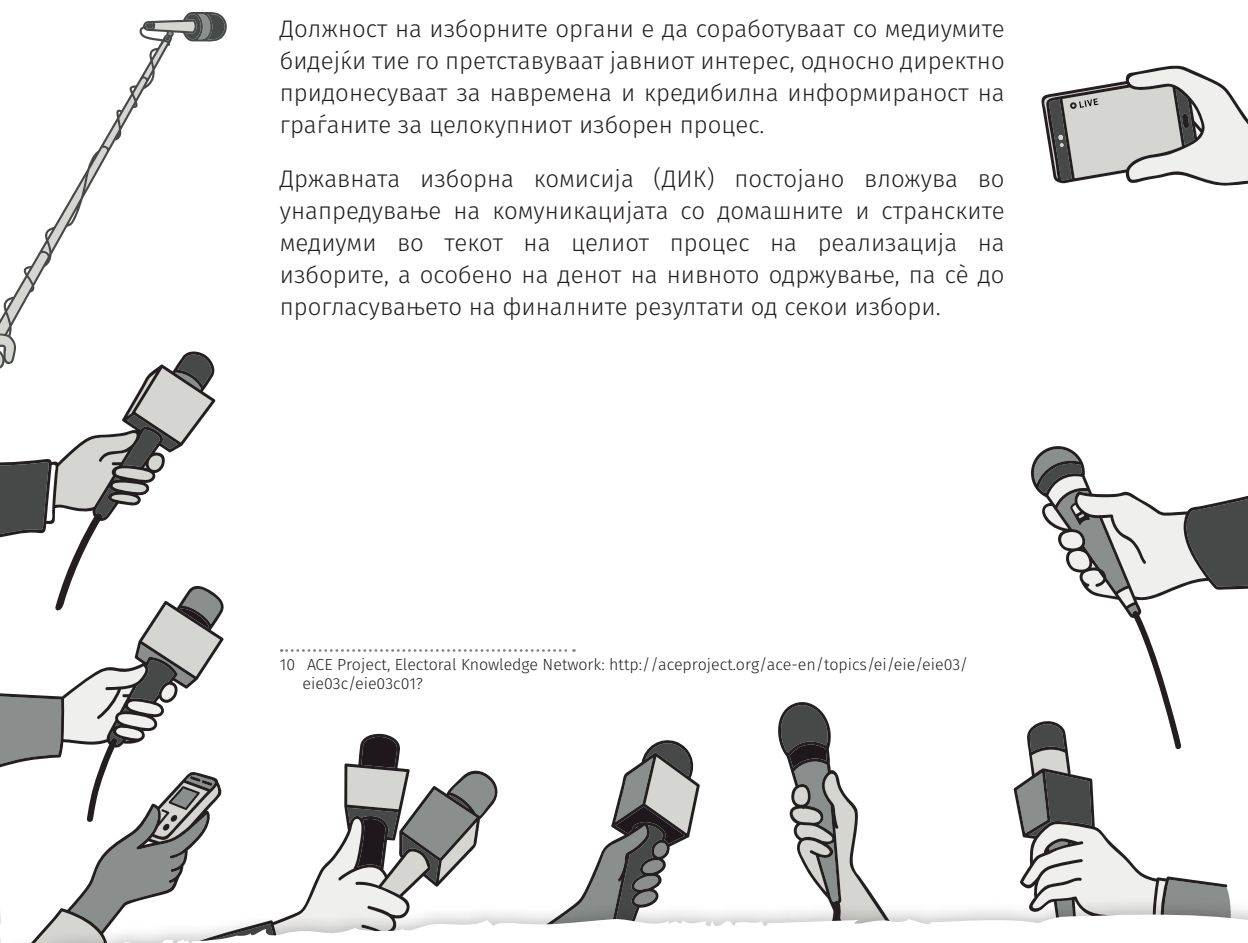 Должност на изборните органи е да соработуваат со медиумите
бидејќи тие го претставуваат јавниот интерес, односно директно
придонесуваат за навремена и кредибилна информираност на
граѓаните за целокупниот изборен процес.
Државната изборна комисија (ДИК) постојано вложува во
унапредување на комуникацијата со домашните и странските
медиуми во текот на целиот процес на реализација на
изборите, а особено на денот на нивното одржување, па сѐ до
прогласувањето на финалните резултати од секои избори.
LIVE
10 ACE Project, Electoral Knowledge Network: http://aceproject.org/ace-en/topics/ei/eie/eie03/
eie03c/eie03c01?